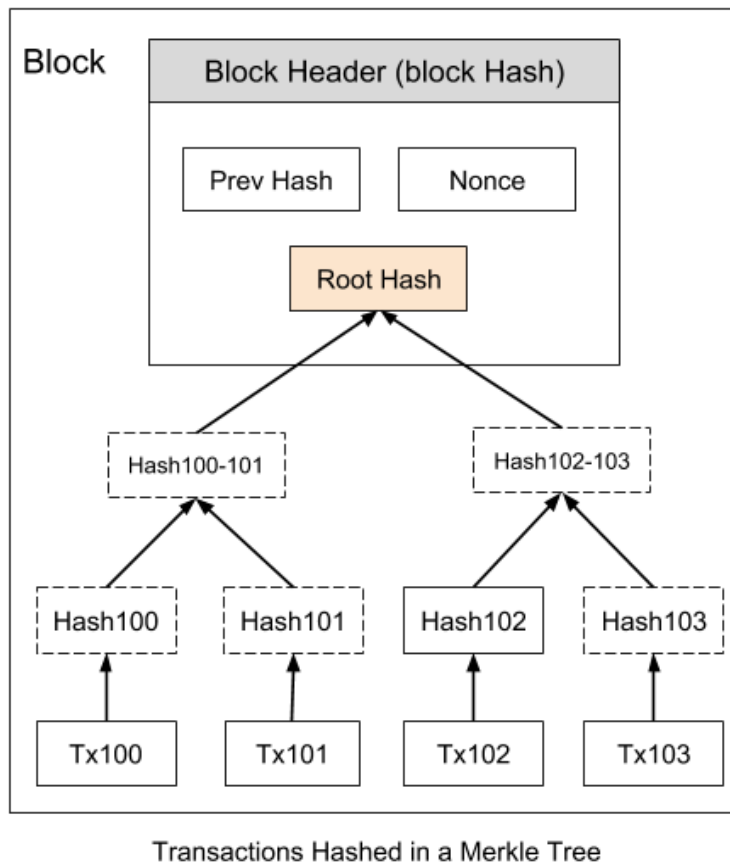 Block
Block Header (block Hash)
Prev Hash
Nonce
Root Hash
Hash100-101
Hash102-103
Hash100
Hash101
Hash102
Hash103
Tx100
Tx101
Tx102
Tx103
Transactions Hashed in a Merkle Tree